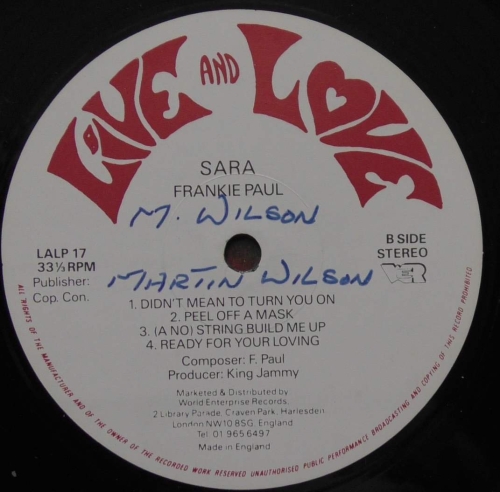 LIVE AND LOVE
SARA
FRANKIE PAUL
M. WILSON
LALP 17
33⅓ RPM
Publisher:
Cop. Con.
B SIDE
STEREO
WER
MARTIN WILSON
1. DIDN'T MEAN TO TURN YOU ON
2. PEEL OFF A MASK
3. (A NO) STRING BUILD ME UP
4. READY FOR YOUR LOVING
Composer: F. Paul
Producer: King Jammy
Marketed & Distributed by
World Enterprise Records,
2 Library Parade, Craven Park, Harlesden
London NW10 8SG, England
Tel: 01 965 6497
Made in England
ALL RIGHTS OF THE MANUFACTURER AND OF THE OWNER OF THE RECORDED WORK RESERVED UNAUTHORISED PUBLIC PERFORMANCE BROADCASTING AND COPYING OF THIS RECORD PROHIBITED